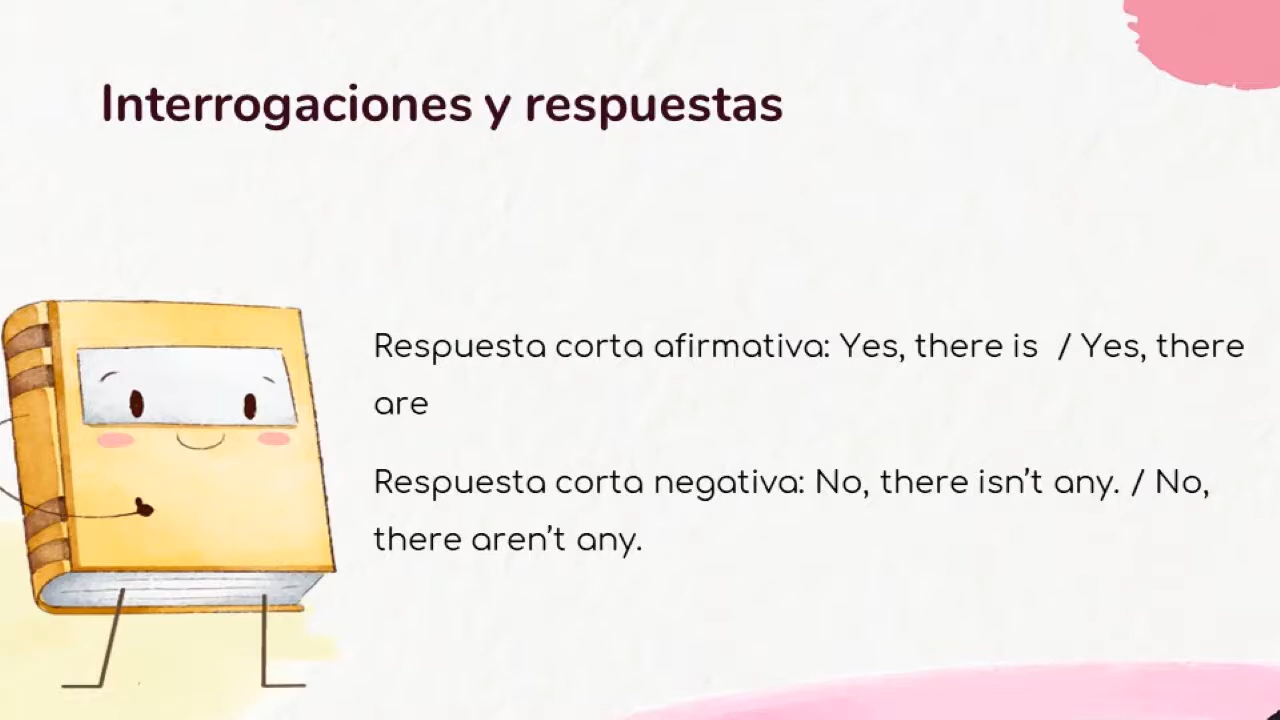 Interrogaciones y respuestas
Respuesta corta afirmativa: Yes, there is / Yes, there
are
Respuesta corta negativa: No, there isn't any. / No,
there aren't any.